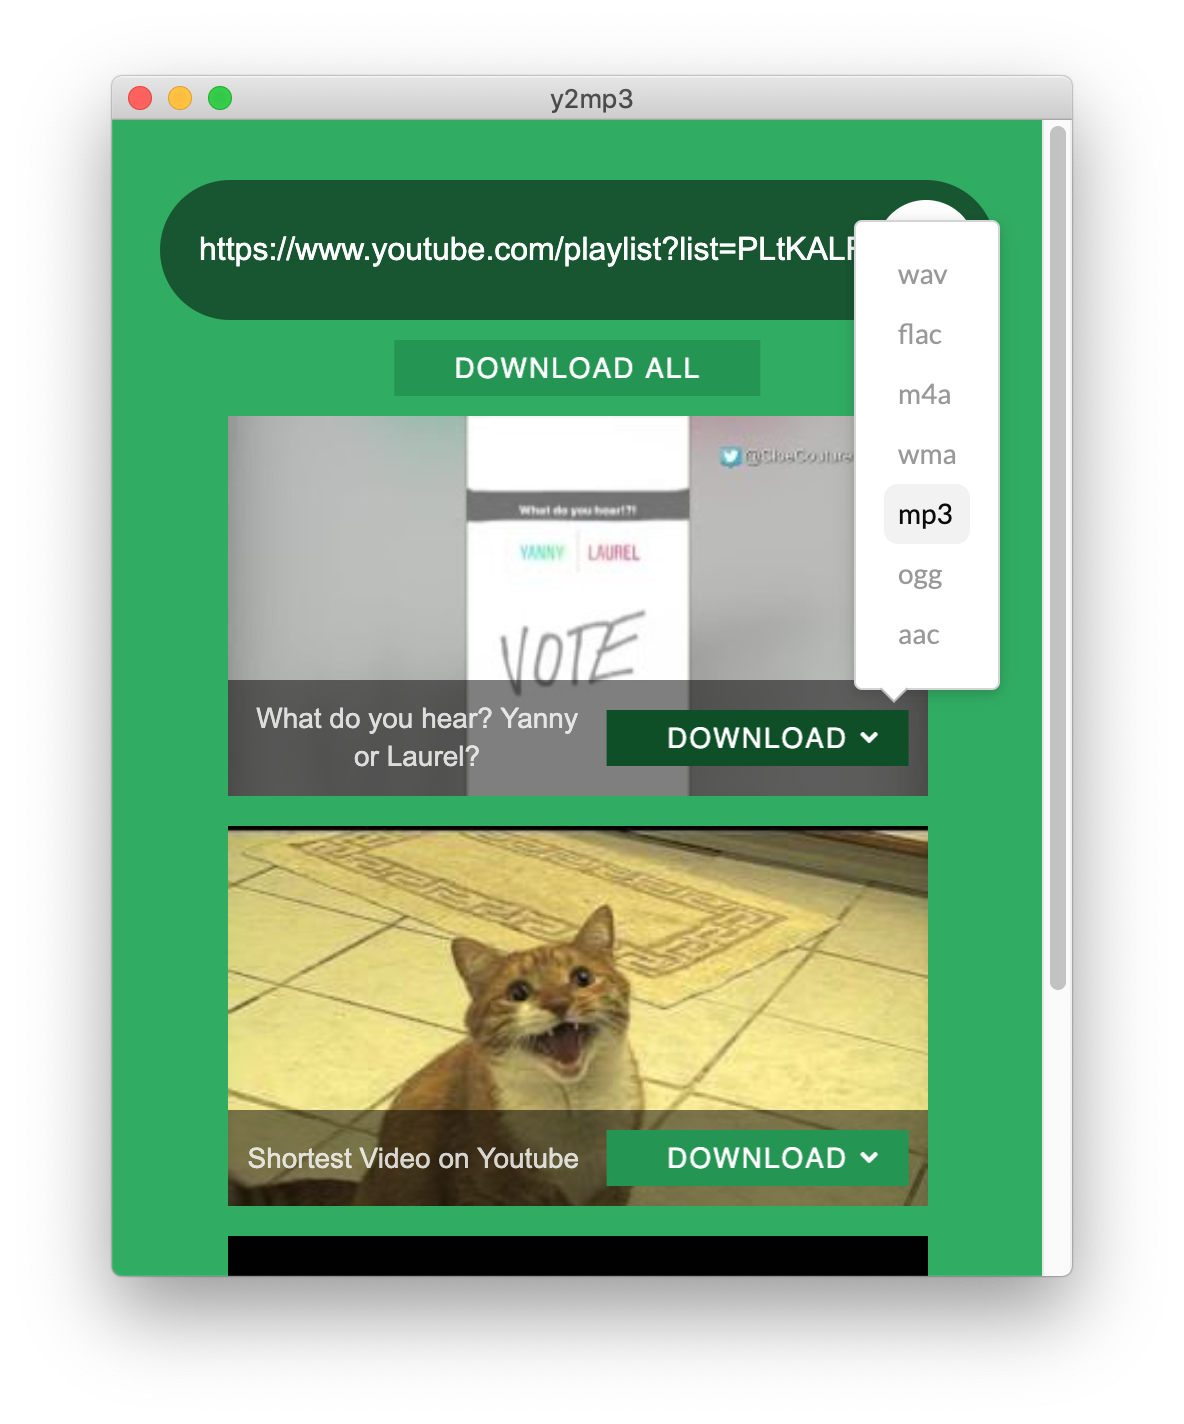 y2mp3
https://www.youtube.com/playlist?list=PLtKALF
DOWNLOAD ALL
wav
flac
m4a
wma
mp3
ogg
aac
@ClueCouture
What do you hear!?!
YANNY LAUREL
VOTE
What do you hear? Yanny
or Laurel?
DOWNLOAD
Shortest Video on Youtube
DOWNLOAD